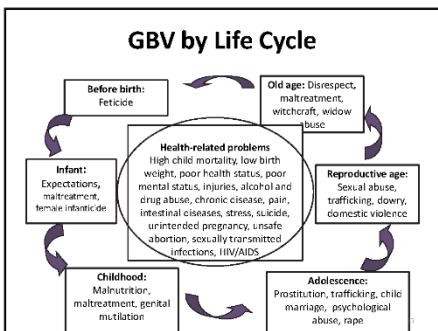 GBV by Life Cycle
Before birth:
Feticide
Old age: Disrespect,
maltreatment,
witchcraft, widow
abuse
Health-related problems
High child mortality, low birth
weight, poor health status, poor
mental status, injuries, alcohol and
drug abuse, chronic disease, pain,
intestinal diseases, stress, suicide,
unintended pregnancy, unsafe
abortion, sexually transmitted
infections, HIV/AIDS
Infant:
Expectations,
maltreatment,
female infanticide
Reproductive age:
Sexual abuse,
trafficking, dowry,
domestic violence
Childhood:
Malnutrition,
maltreatment, genital
mutilation
Adolescence:
Prostitution, trafficking, child
marriage, psychological
abuse, rape